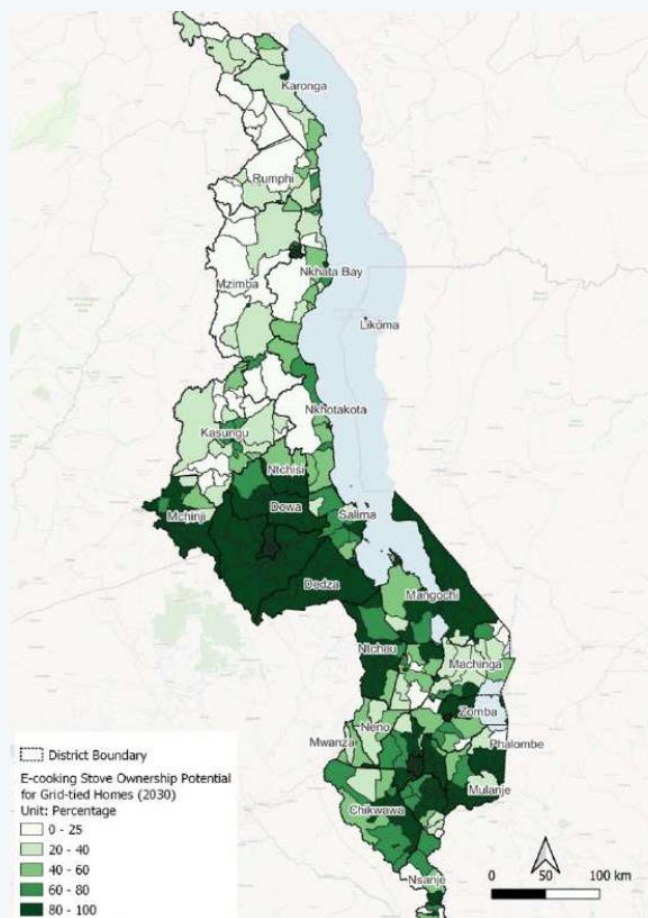 Karonga
Rumphi
Nkhata Bay
Mzimba
Likoma
Nkhotakota
Kasungu
Ntchisi
Dowa
Mchinji
Salima
Dedza
Mangochi
Ntcheu
Machinga
Zomba
Neno
Mwanza
Phalombe
Mulanje
Chikwawa
Nsanje
District Boundary
E-cooking Stove Ownership Potential
for Grid-tied Homes (2030)
Unit: Percentage
0 - 25
20 - 40
40 - 60
60 - 80
80 - 100
0 50 100 km